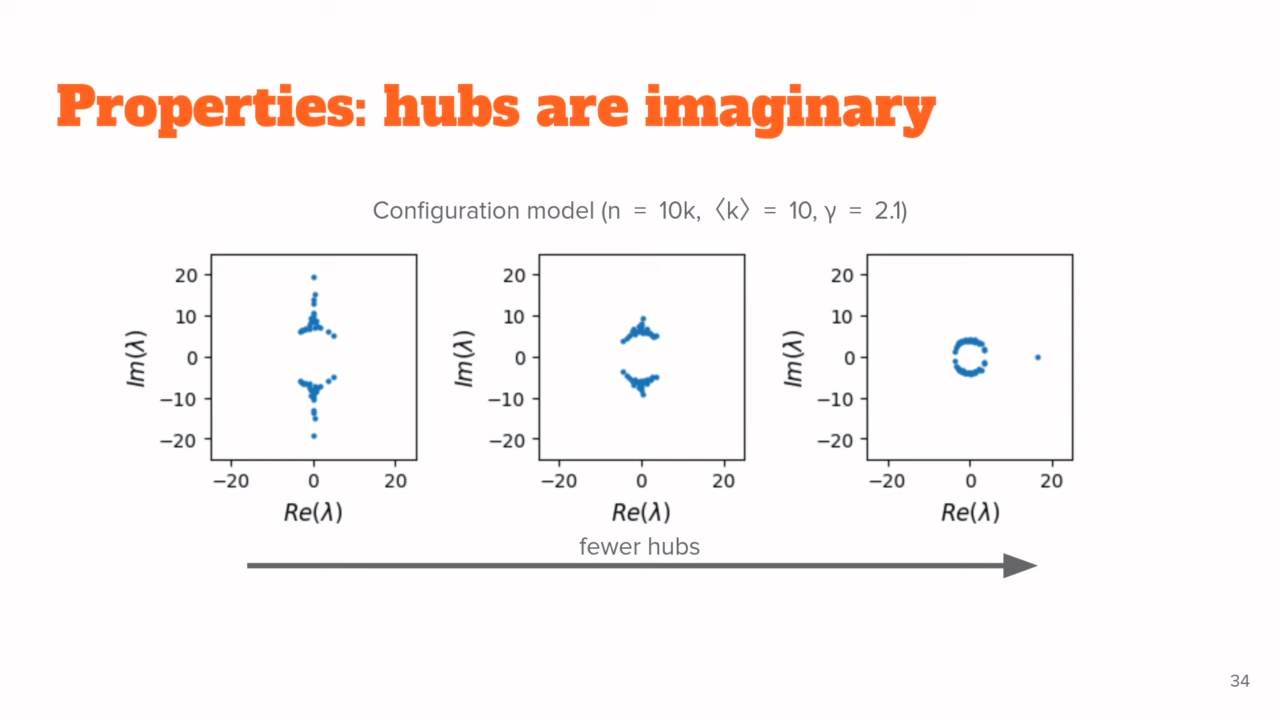 Properties: hubs are imaginary
Configuration model (n = 10k, 〈k〉 = 10, γ = 2.1)
20
10
0
−10
−20
Im(λ)
−20 0 20
Re(λ)
20
10
0
−10
−20
Im(λ)
−20 0 20
Re(λ)
20
10
0
−10
−20
Im(λ)
−20 0 20
Re(λ)
fewer hubs
34